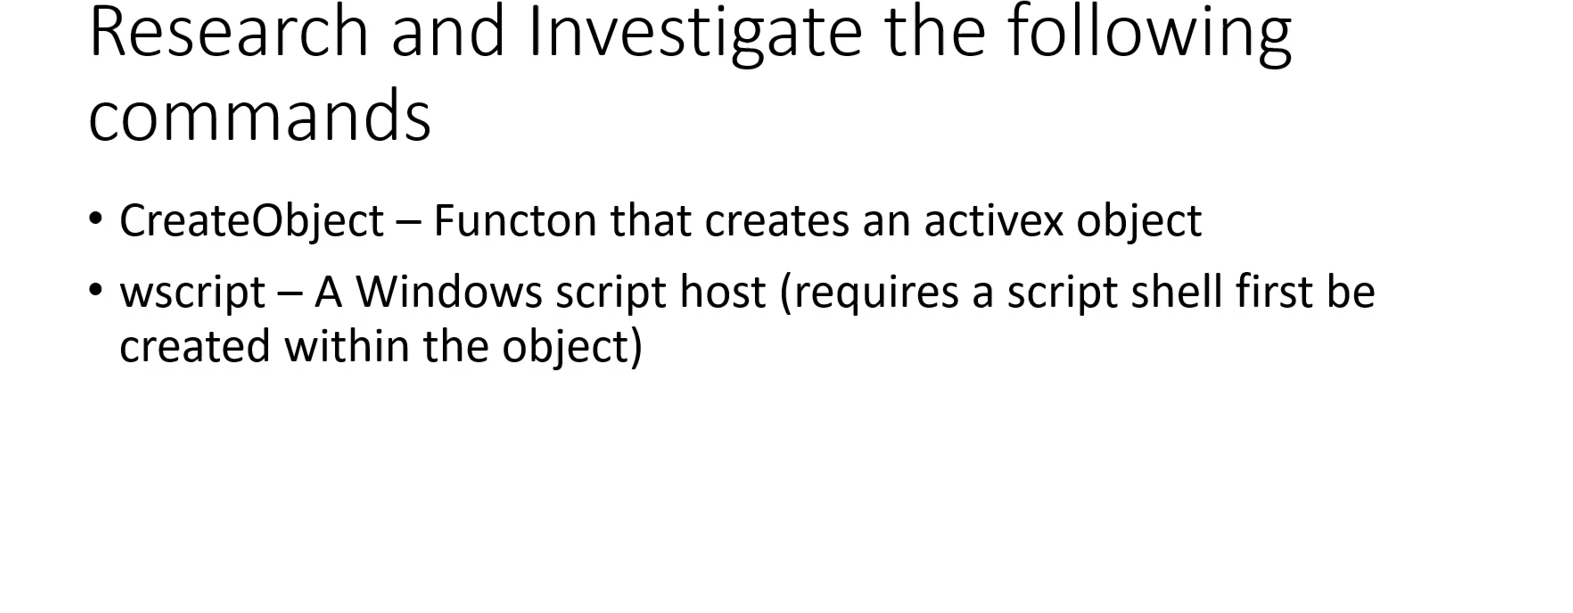 Research and Investigate the following
commands
• CreateObject – Functon that creates an activex object
• wscript – A Windows script host (requires a script shell first be
created within the object)